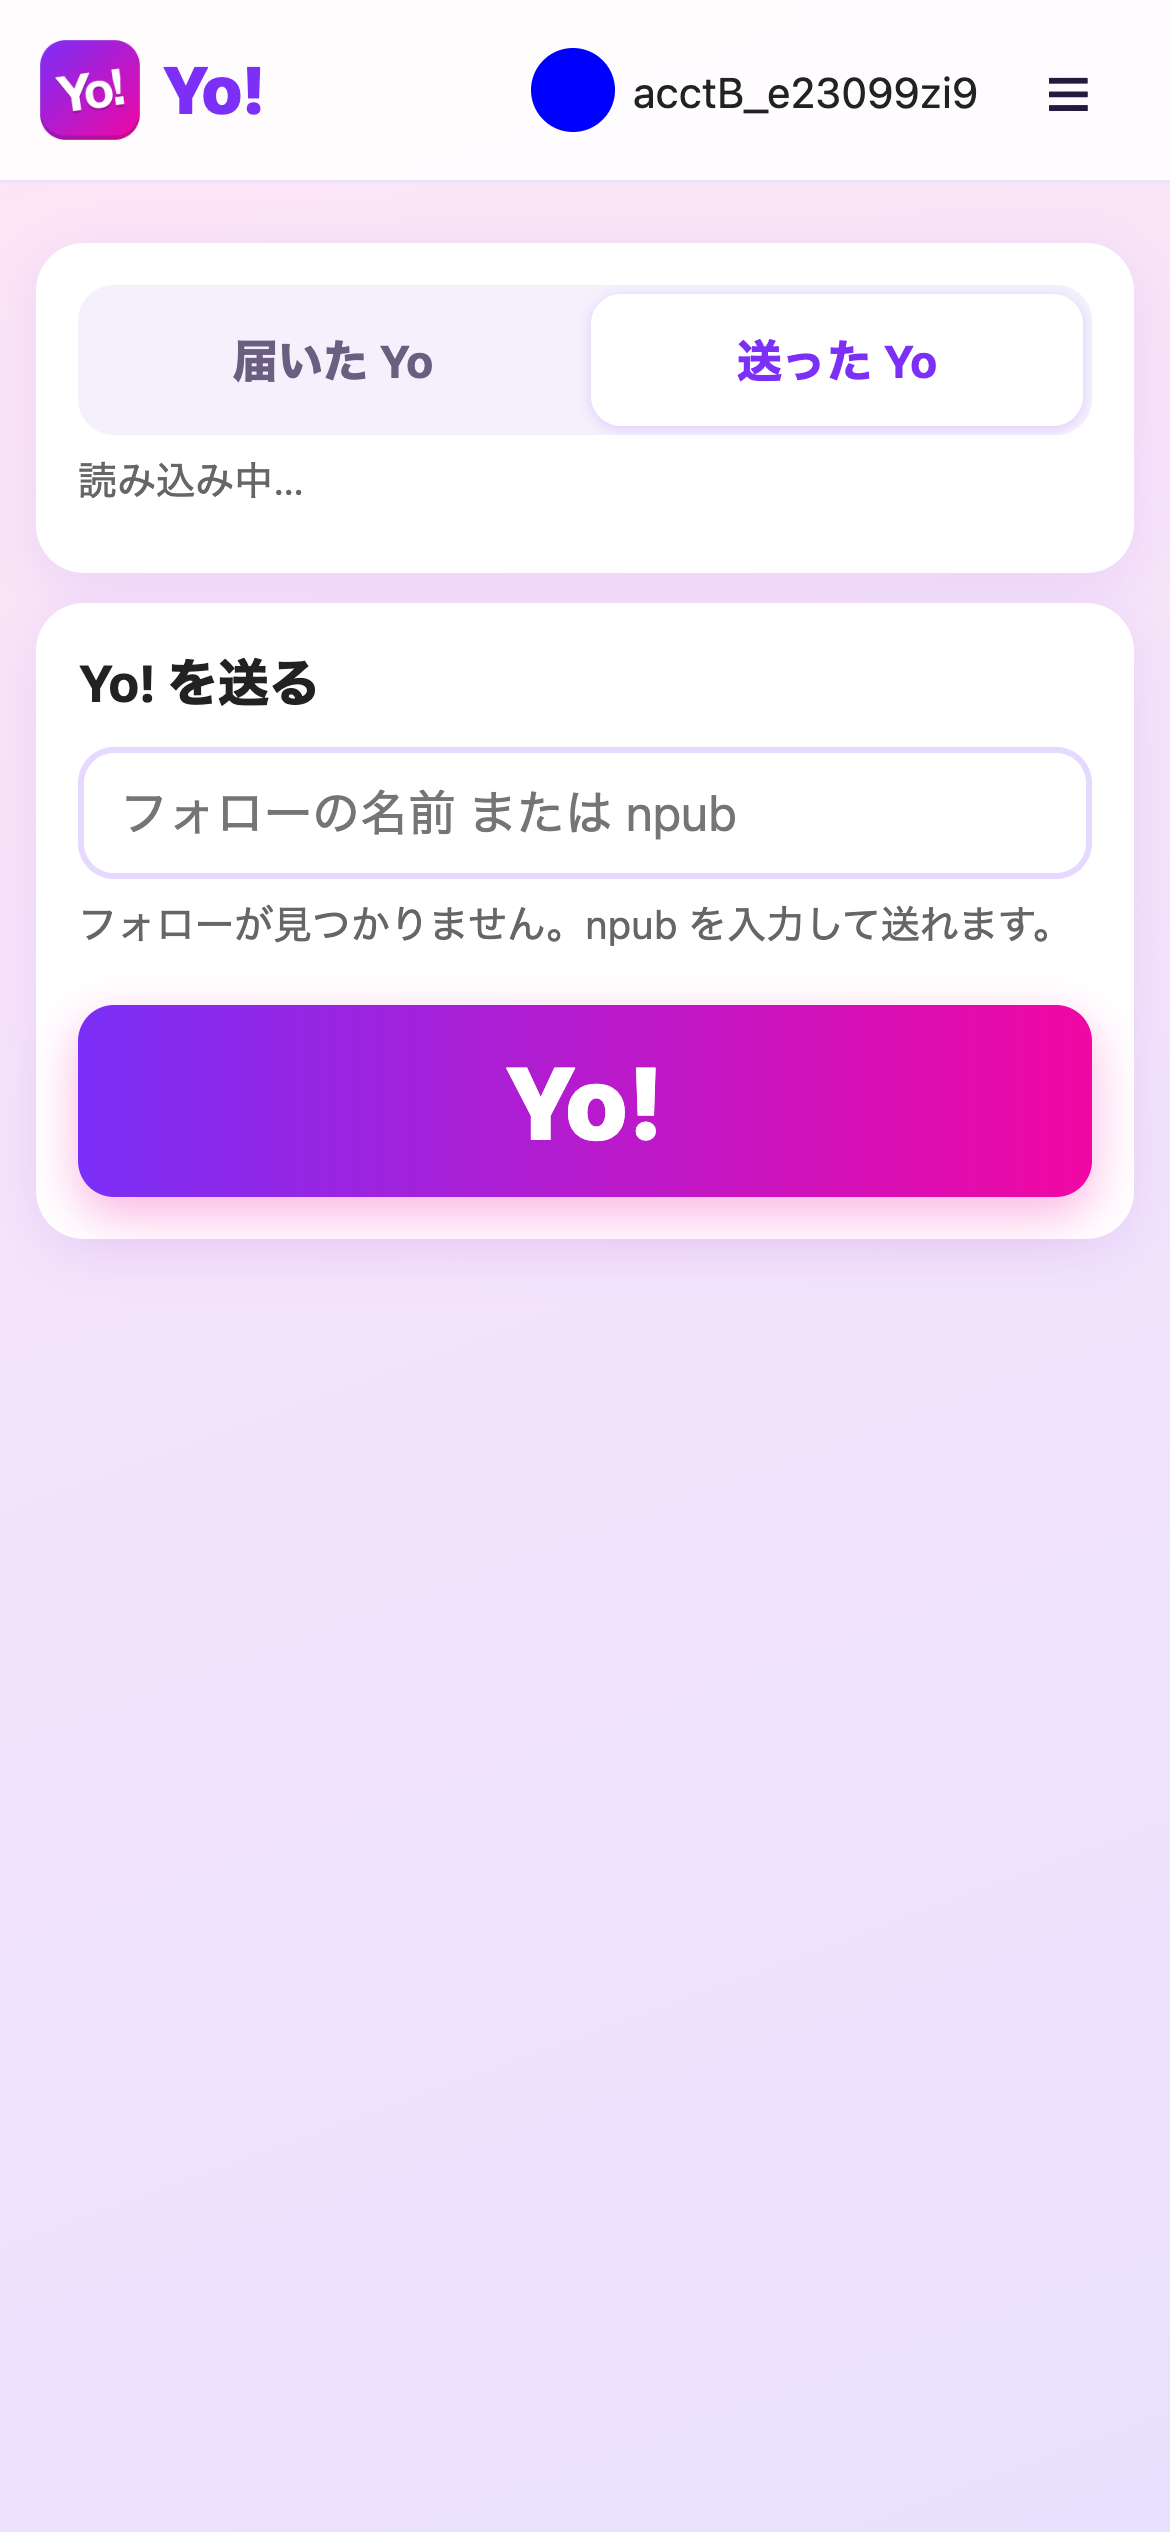 Yo! Yo! acctB_e23099zi9
届いた Yo 送った Yo
読み込み中...
Yo! を送る
フォローの名前 または npub
フォローが見つかりません。npub を入力して送れます。
Yo!